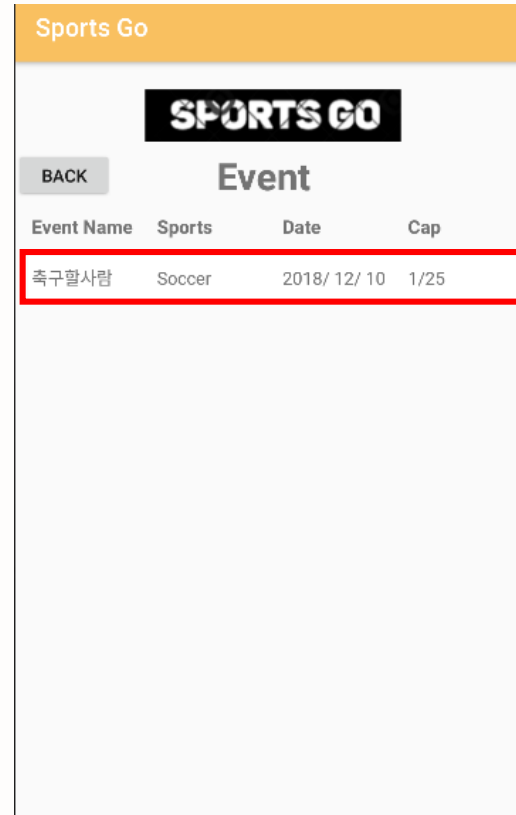 Sports Go
SPORTS GO
BACK Event
Event Name Sports Date Cap
축구할사람 Soccer 2018/ 12/ 10 1/25